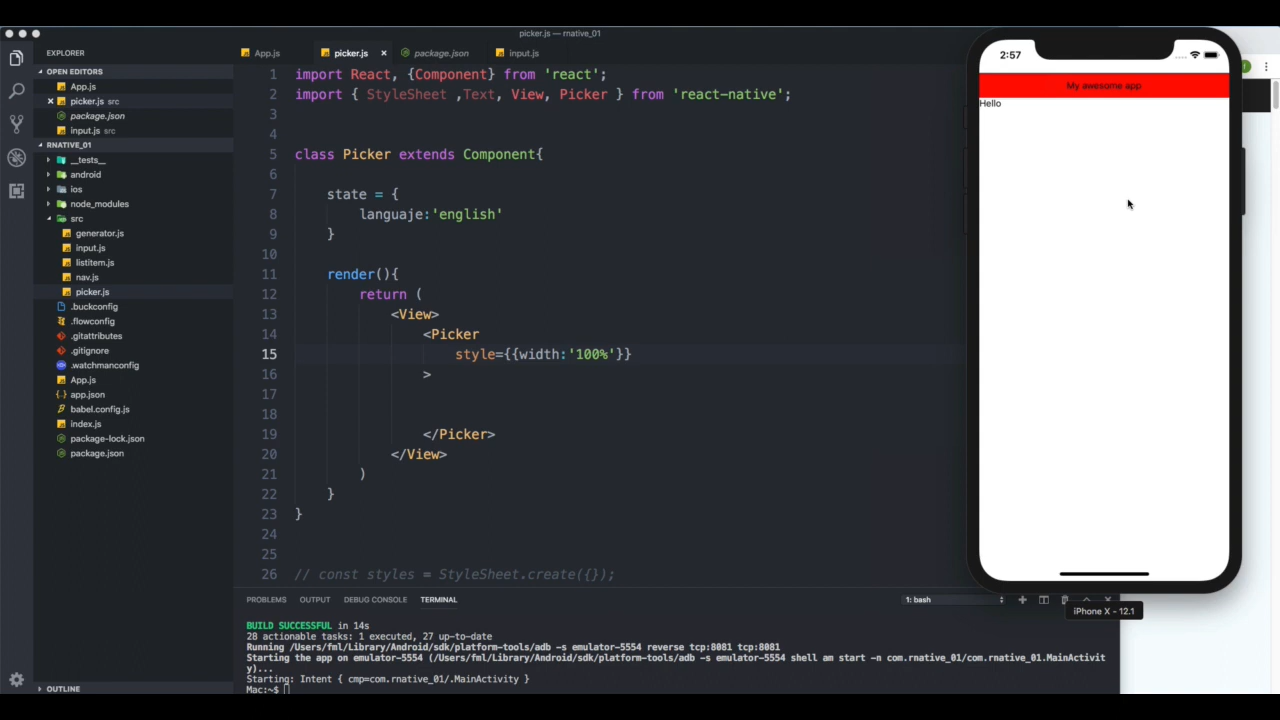 picker.js — rnative_01
EXPLORER
OPEN EDITORS
App.js
picker.js src
package.json
input.js src
RNATIVE_01
__tests__
android
ios
node_modules
src
generator.js
input.js
listitem.js
nav.js
picker.js
.buckconfig
.flowconfig
.gitattributes
.gitignore
.watchmanconfig
App.js
app.json
babel.config.js
index.js
package-lock.json
package.json
OUTLINE
App.js
picker.js
package.json
input.js
1 import React, {Component} from 'react';
2 import { StyleSheet ,Text, View, Picker } from 'react-native';
3
4
5 class Picker extends Component{
6
7 state = {
8 languaje:'english'
9 }
10
11 render(){
12 return (
13 <View>
14 <Picker
15 style={{width:'100%'}}
16 >
17
18
19 </Picker>
20 </View>
21 )
22 }
23 }
24
25
26 // const styles = StyleSheet.create({});
PROBLEMS OUTPUT DEBUG CONSOLE TERMINAL
1: bash
BUILD SUCCESSFUL in 14s
28 actionable tasks: 1 executed, 27 up-to-date
Running /Users/fml/Library/Android/sdk/platform-tools/adb -s emulator-5554 reverse tcp:8081 tcp:8081
Starting the app on emulator-5554 (/Users/fml/Library/Android/sdk/platform-tools/adb -s emulator-5554 shell am start -n com.rnative_01/com.rnative_01.MainActivit
y)...
Starting: Intent { cmp=com.rnative_01/.MainActivity }
Mac:~$
2:57
My awesome app
Hello
iPhone X - 12.1